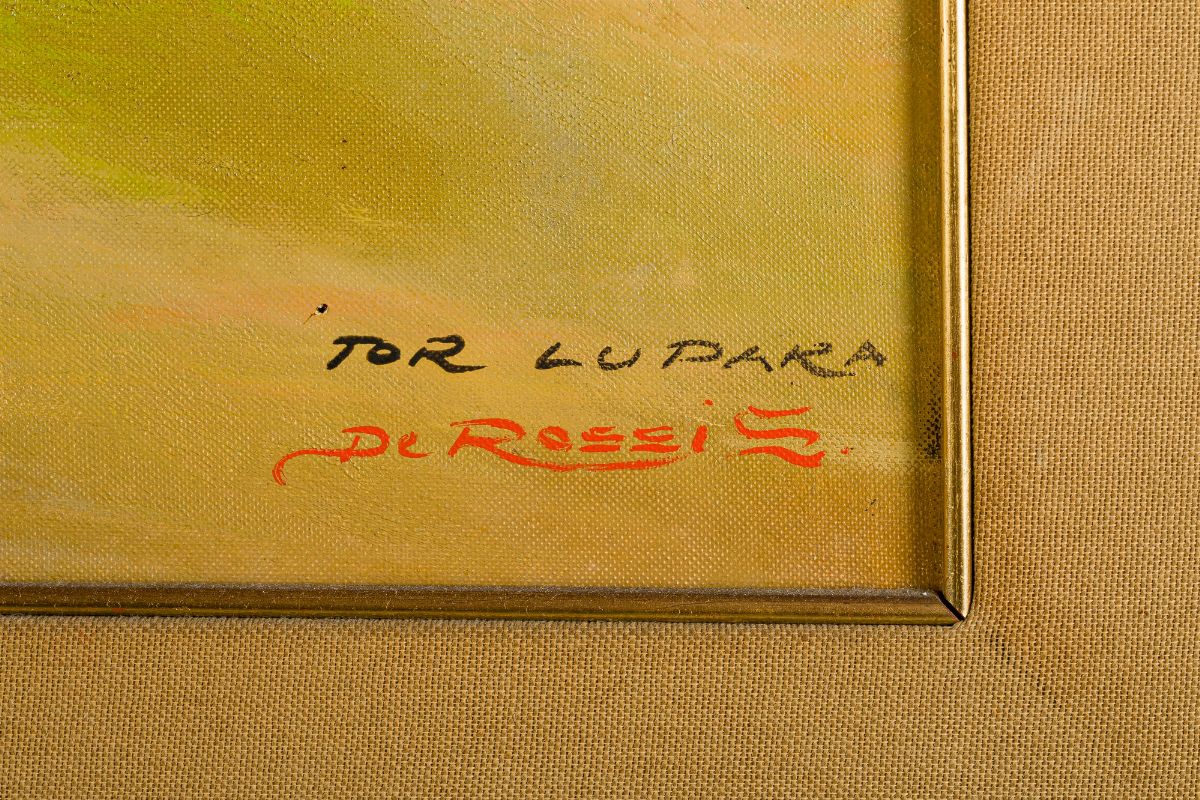 TOR LUPARA
De Rossi S.